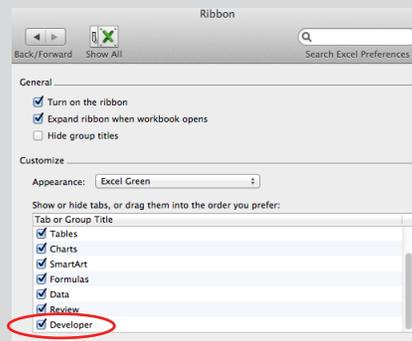 Ribbon
Back/Forward Show All
Search Excel Preferences
General
Turn on the ribbon
Expand ribbon when workbook opens
Hide group titles
Customize
Appearance: Excel Green
Show or hide tabs, or drag them into the order you prefer:
Tab or Group Title
Tables
Charts
SmartArt
Formulas
Data
Review
Developer